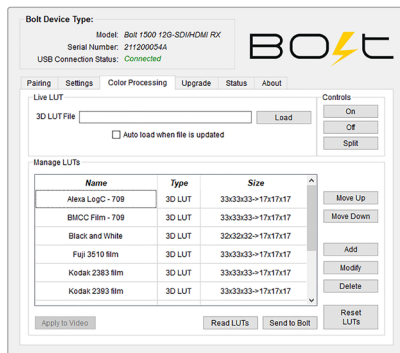 Bolt Device Type:
Model: Bolt 1500 12G-SDI/HDMI RX
Serial Number: 211200054A
USB Connection Status: Connected
BOLT
Pairing Settings Color Processing Upgrade Status About
Live LUT
3D LUT File Load
Auto load when file is updated
Controls
On
Off
Split
Manage LUTs
Name Type Size
Alexa LogC - 709 3D LUT 33x33x33->17x17x17
BMCC Film - 709 3D LUT 33x33x33->17x17x17
Black and White 3D LUT 32x32x32->17x17x17
Fuji 3510 film 3D LUT 33x33x33->17x17x17
Kodak 2383 film 3D LUT 33x33x33->17x17x17
Kodak 2393 film 3D LUT 33x33x33->17x17x17
Move Up
Move Down
Add
Modify
Delete
Reset
LUTs
Apply to Video Read LUTs Send to Bolt